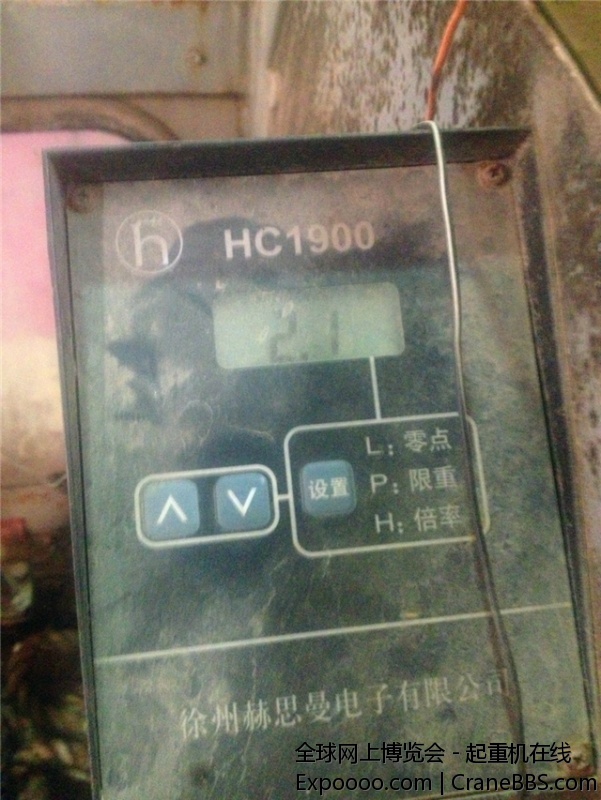 h
HC1900
2.1
L: 零点
设置 P: 限重
H: 倍率
徐州赫思曼电子有限公司
全球网上博览会 - 起重机在线
Expoooo.com | CraneBBS.com